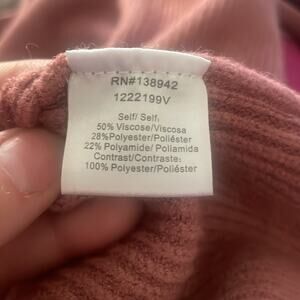 RN#138942
1222199V
Self/ Self:
50% Viscose/Viscosa
28%Polyester/Poliéster
22% Polyamide/ Poliamida
Contrast/Contraste:
100% Polyester/Poliéster